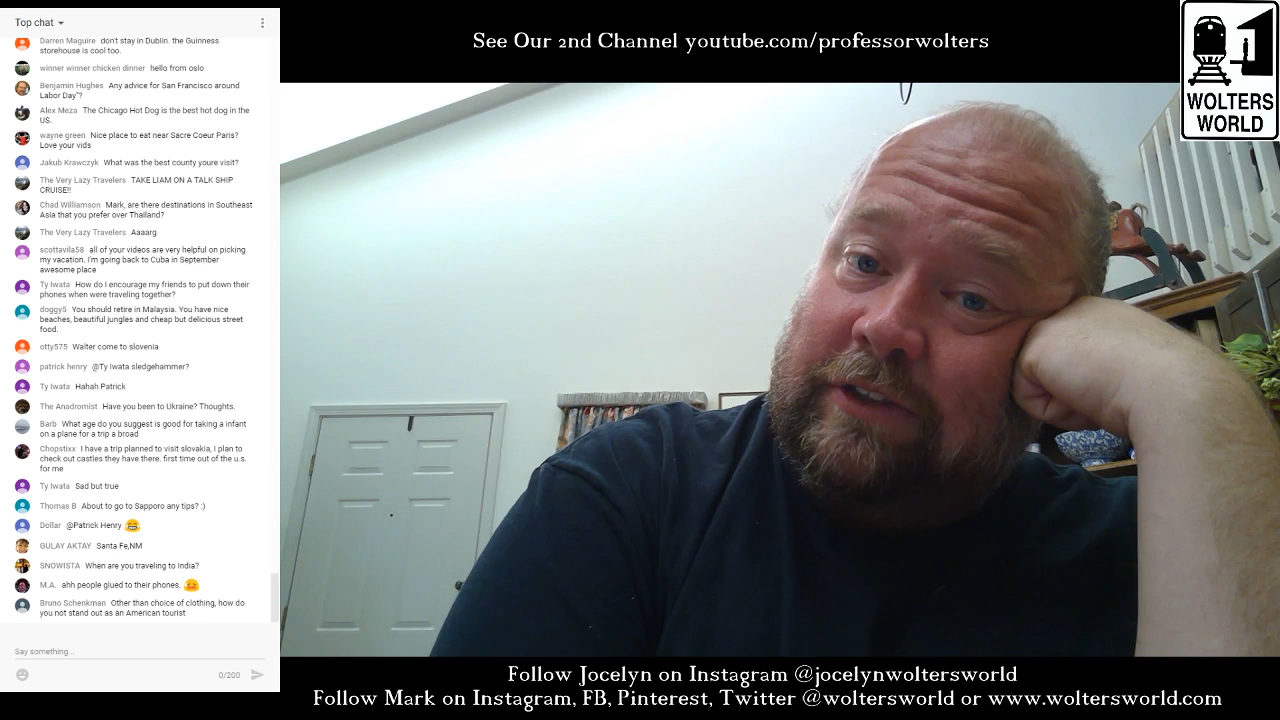 Top chat
Darren Maguire don't stay in Dublin. the Guinness
storehouse is cool too.
winner winner chicken dinner hello from oslo
Benjamin Hughes Any advice for San Francisco around
Labor Day"?
Alex Meza The Chicago Hot Dog is the best hot dog in the
US.
wayne green Nice place to eat near Sacre Coeur Paris?
Love your vids
Jakub Krawczyk What was the best county youre visit?
The Very Lazy Travelers TAKE LIAM ON A TALK SHIP
CRUISE!!
Chad Williamson Mark, are there destinations in Southeast
Asia that you prefer over Thailand?
The Very Lazy Travelers Aaaarg
scottavila58 all of your videos are very helpful on picking
my vacation. I'm going back to Cuba in September
awesome place
Ty Iwata How do I encourage my friends to put down their
phones when were traveling together?
doggy5 You should retire in Malaysia. You have nice
beaches, beautiful jungles and cheap but delicious street
food.
otty575 Walter come to slovenia
patrick henry @Ty Iwata sledgehammer?
Ty Iwata Hahah Patrick
The Anadromist Have you been to Ukraine? Thoughts.
Barb What age do you suggest is good for taking a infant
on a plane for a trip a broad
Chopstixx I have a trip planned to visit slovakia, I plan to
check out castles they have there. first time out of the u.s.
for me
Ty Iwata Sad but true
Thomas B About to go to Sapporo any tips? :)
Dollar @Patrick Henry 😂
GULAY AKTAY Santa Fe,NM
SNOWISTA When are you traveling to India?
M.A. ahh people glued to their phones.
Bruno Schenkman Other than choice of clothing, how do
you not stand out as an American tourist
Say something...
0/200
See Our 2nd Channel youtube.com/professorwolters
WOLTERS
WORLD
Follow Jocelyn on Instagram @jocelynwoltersworld
Follow Mark on Instagram, FB, Pinterest, Twitter @woltersworld or www.woltersworld.com